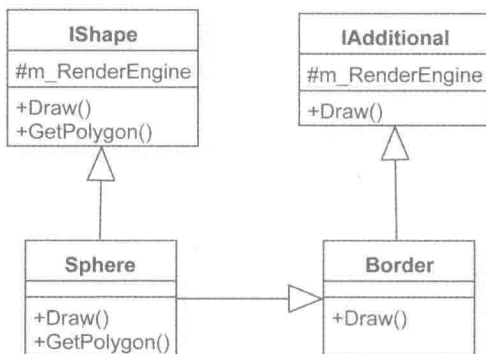 IShape
#m_RenderEngine
+Draw()
+GetPolygon()
IAdditional
#m_RenderEngine
+Draw()
Sphere
+Draw()
+GetPolygon()
Border
+Draw()